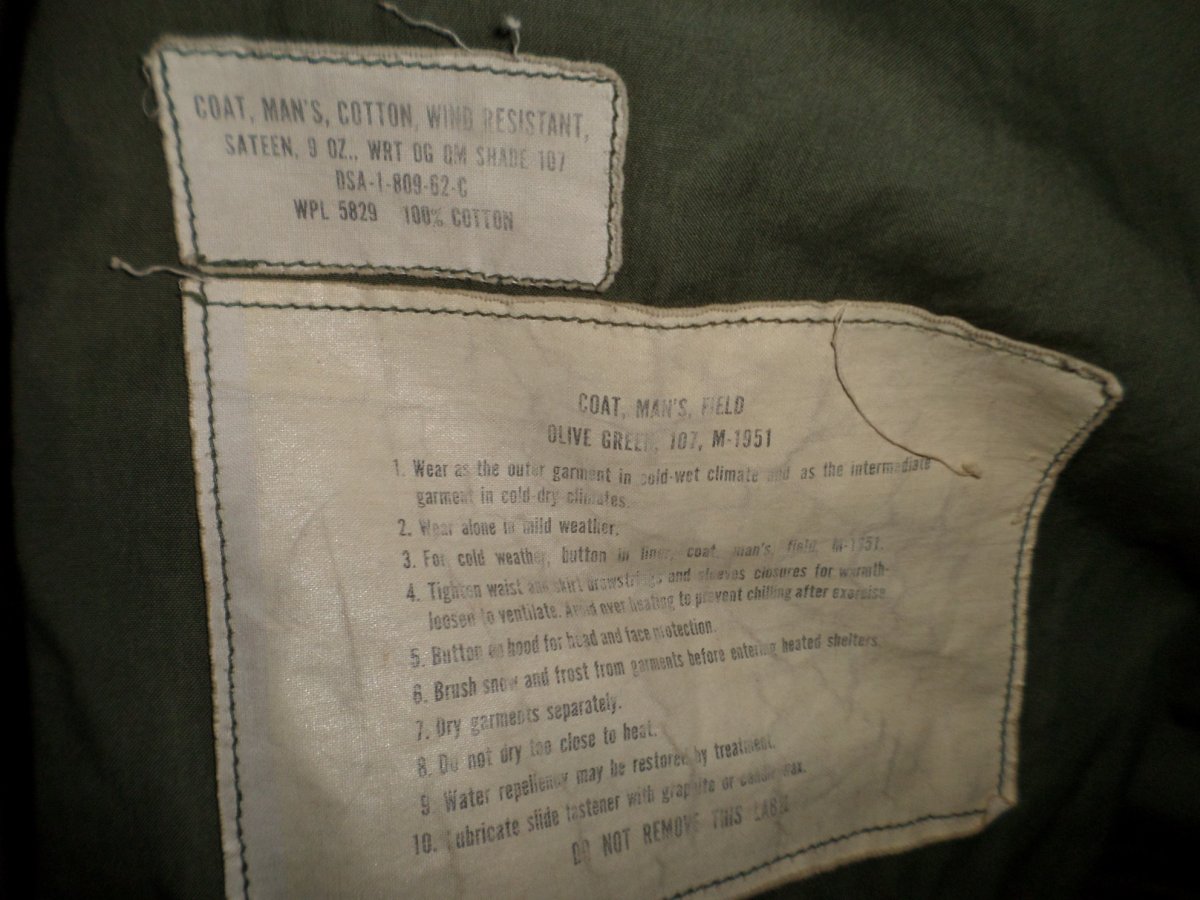 COAT, MAN'S, COTTON, WIND RESISTANT,
SATEEN, 9 OZ., WRT OG QM SHADE 107
DSA-1-809-62-C
WPL 5829 100% COTTON
COAT, MAN'S, FIELD
OLIVE GREEN, 107, M-1951
1. Wear as the outer garment in cold-wet climate and as the intermediate
garment in cold-dry climates.
2. Wear alone in mild weather.
3. For cold weather, button in liner, coat, man's, field, M-1951.
4. Tighten waist and skirt drawstrings and sleeves closures for warmth-
loosen to ventilate. Avoid over heating to prevent chilling after exercise.
5. Button on hood for head and face protection.
6. Brush snow and frost from garments before entering heated shelters.
7. Dry garments separately.
8. Do not dry too close to heat.
9. Water repellency may be restored by treatment.
10. Lubricate slide fastener with graphite or candle wax.
DO NOT REMOVE THIS LABEL